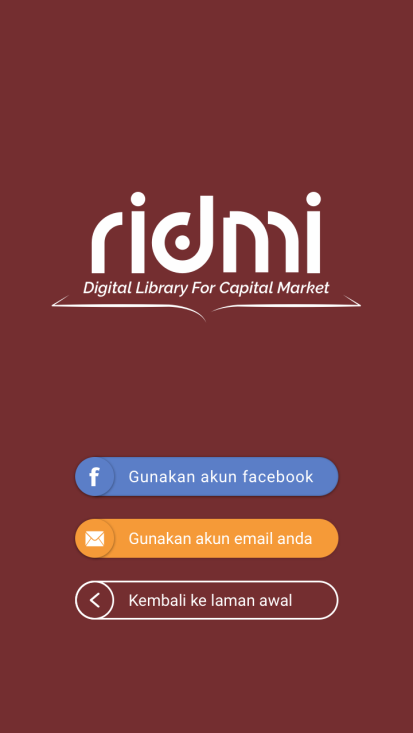 ridmi
Digital Library For Capital Market
Gunakan akun facebook
Gunakan akun email anda
Kembali ke laman awal